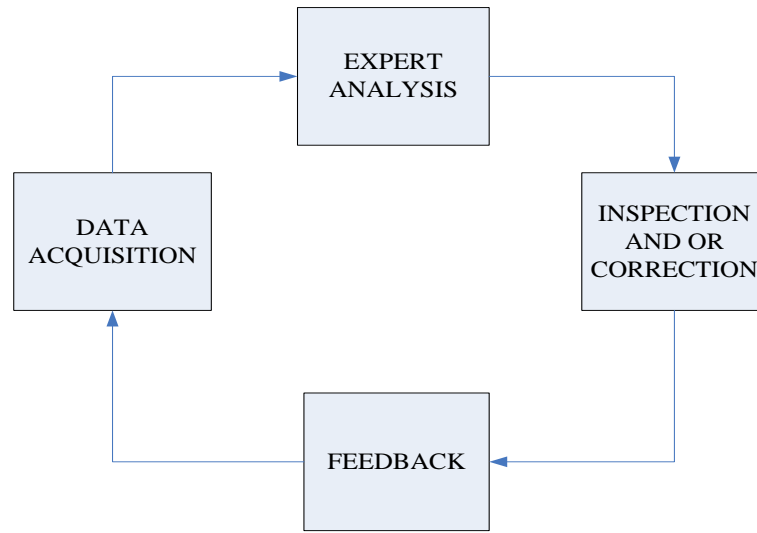 EXPERT
ANALYSIS
DATA
ACQUISITION
INSPECTION
AND OR
CORRECTION
FEEDBACK